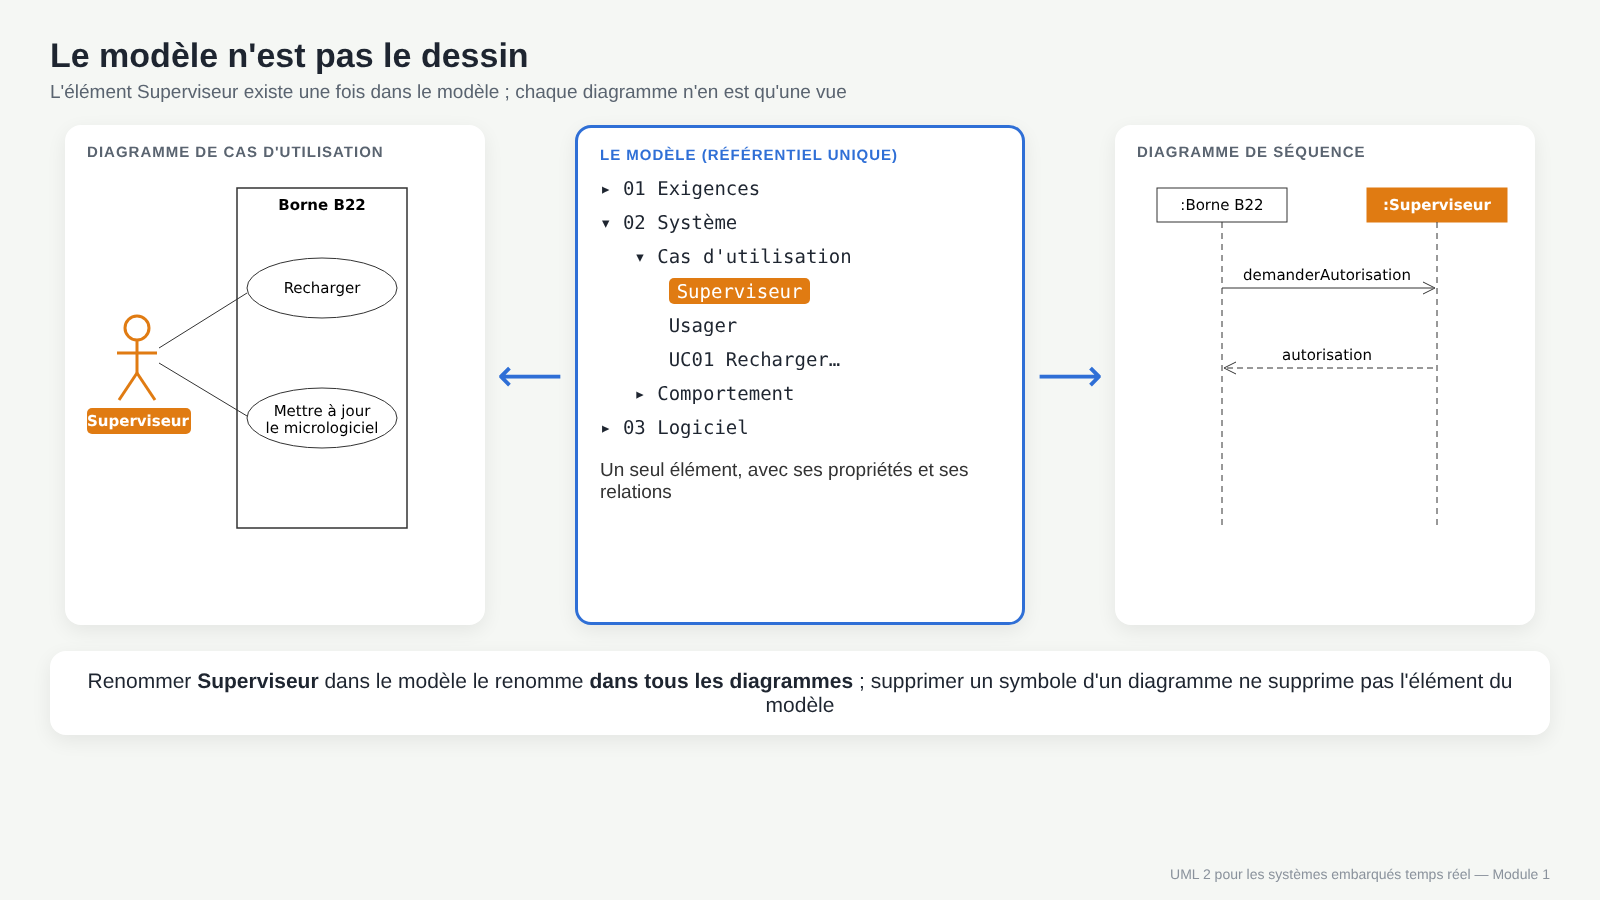 Le modèle n'est pas le dessin
L'élément Superviseur existe une fois dans le modèle ; chaque diagramme n'en est qu'une vue
DIAGRAMME DE CAS D'UTILISATION
Borne B22
Recharger
Superviseur
Mettre à jour
le micrologiciel
LE MODÈLE (RÉFÉRENTIEL UNIQUE)
▸ 01 Exigences
▾ 02 Système
▾ Cas d'utilisation
Superviseur
Usager
UC01 Recharger…
▸ Comportement
▸ 03 Logiciel
Un seul élément, avec ses propriétés et ses
relations
DIAGRAMME DE SÉQUENCE
:Borne B22
:Superviseur
demanderAutorisation
autorisation
Renommer Superviseur dans le modèle le renomme dans tous les diagrammes ; supprimer un symbole d'un diagramme ne supprime pas l'élément du
modèle
UML 2 pour les systèmes embarqués temps réel — Module 1